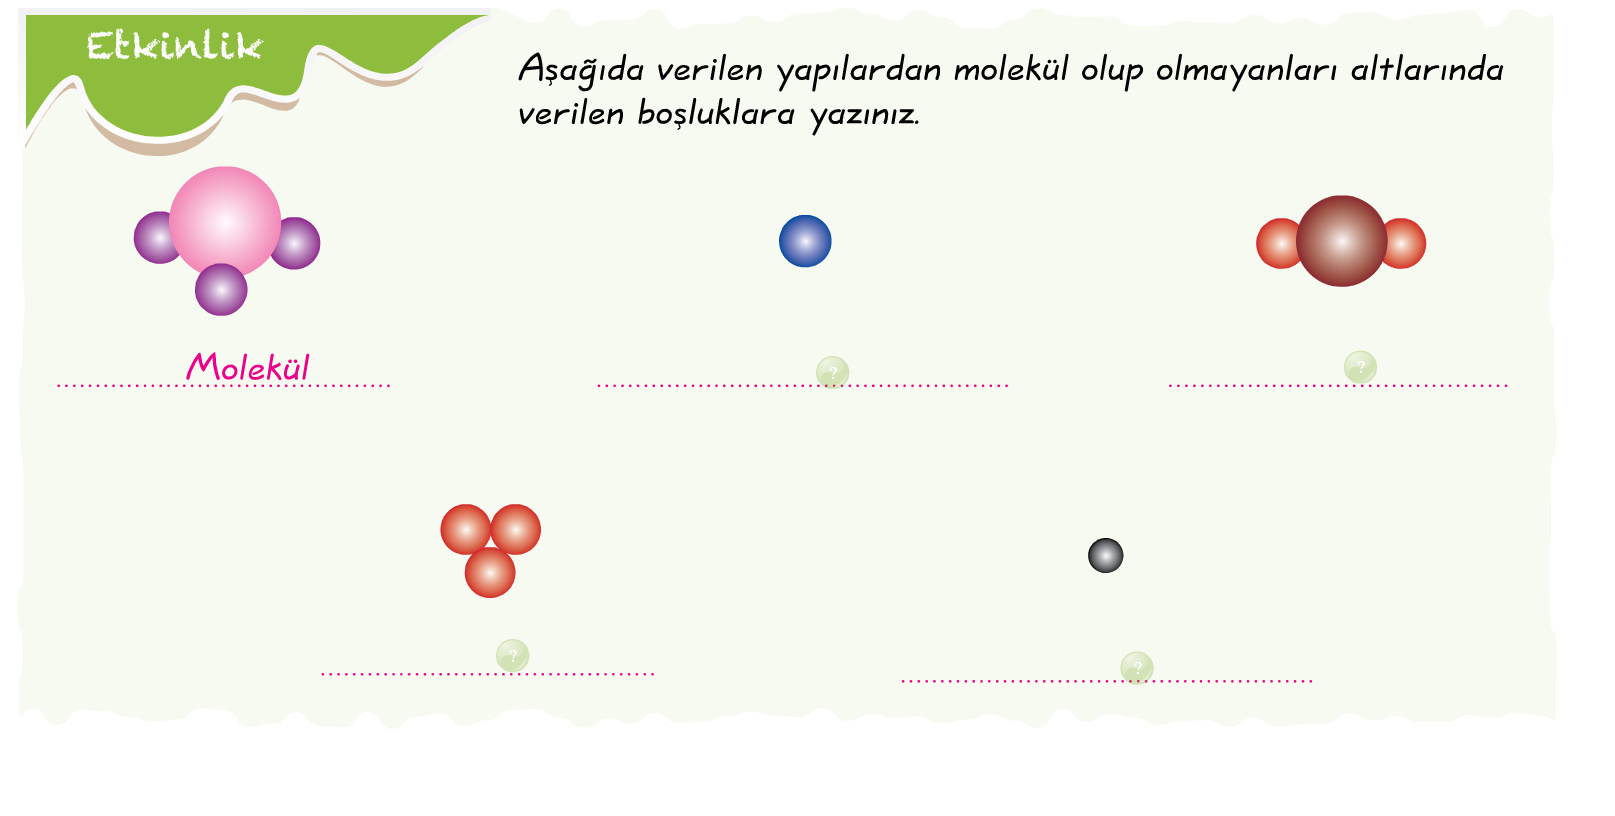 Etkinlik
Aşağıda verilen yapılardan molekül olup olmayanları altlarında
verilen boşluklara yazınız.
Molekül
?
?
?
?